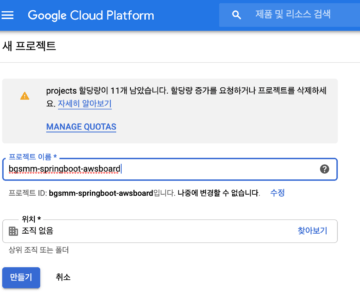 Google Cloud Platform
제품 및 리소스 검색
새 프로젝트
projects 할당량이 11개 남았습니다. 할당량 증가를 요청하거나 프로젝트를 삭제하세
요. 자세히 알아보기
MANAGE QUOTAS
프로젝트 이름 *
bgsmm-springboot-awsboard
프로젝트 ID: bgsmm-springboot-awsboard입니다. 나중에 변경할 수 없습니다. 수정
위치 *
조직 없음 찾아보기
상위 조직 또는 폴더
만들기 취소